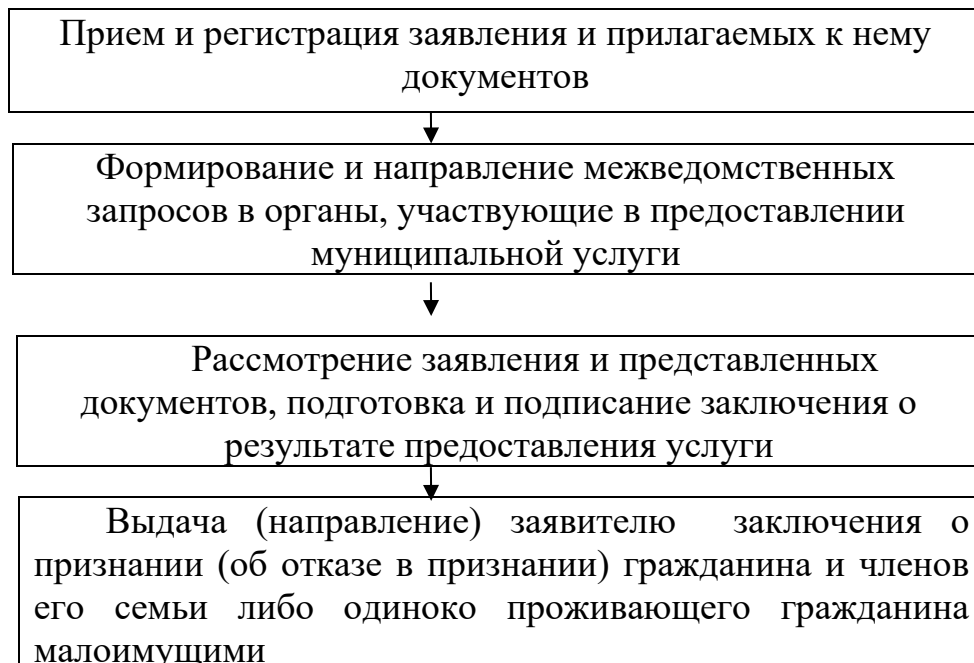 Прием и регистрация заявления и прилагаемых к нему
документов
Формирование и направление межведомственных
запросов в органы, участвующие в предоставлении
муниципальной услуги
Рассмотрение заявления и представленных
документов, подготовка и подписание заключения о
результате предоставления услуги
Выдача (направление) заявителю заключения о
признании (об отказе в признании) гражданина и членов
его семьи либо одиноко проживающего гражданина
малоимущими